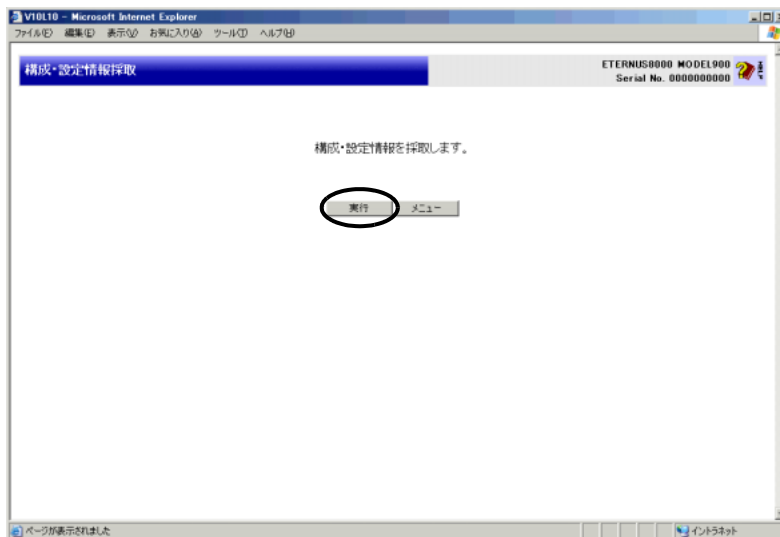 V10L10 - Microsoft Internet Explorer
ファイル(F) 編集(E) 表示(V) お気に入り(A) ツール(T) ヘルプ(H)
構成・設定情報採取
ETERNUS8000 MODEL900
Serial No. 0000000000
構成・設定情報を採取します。
実行 メニュー
ページが表示されました イントラネット